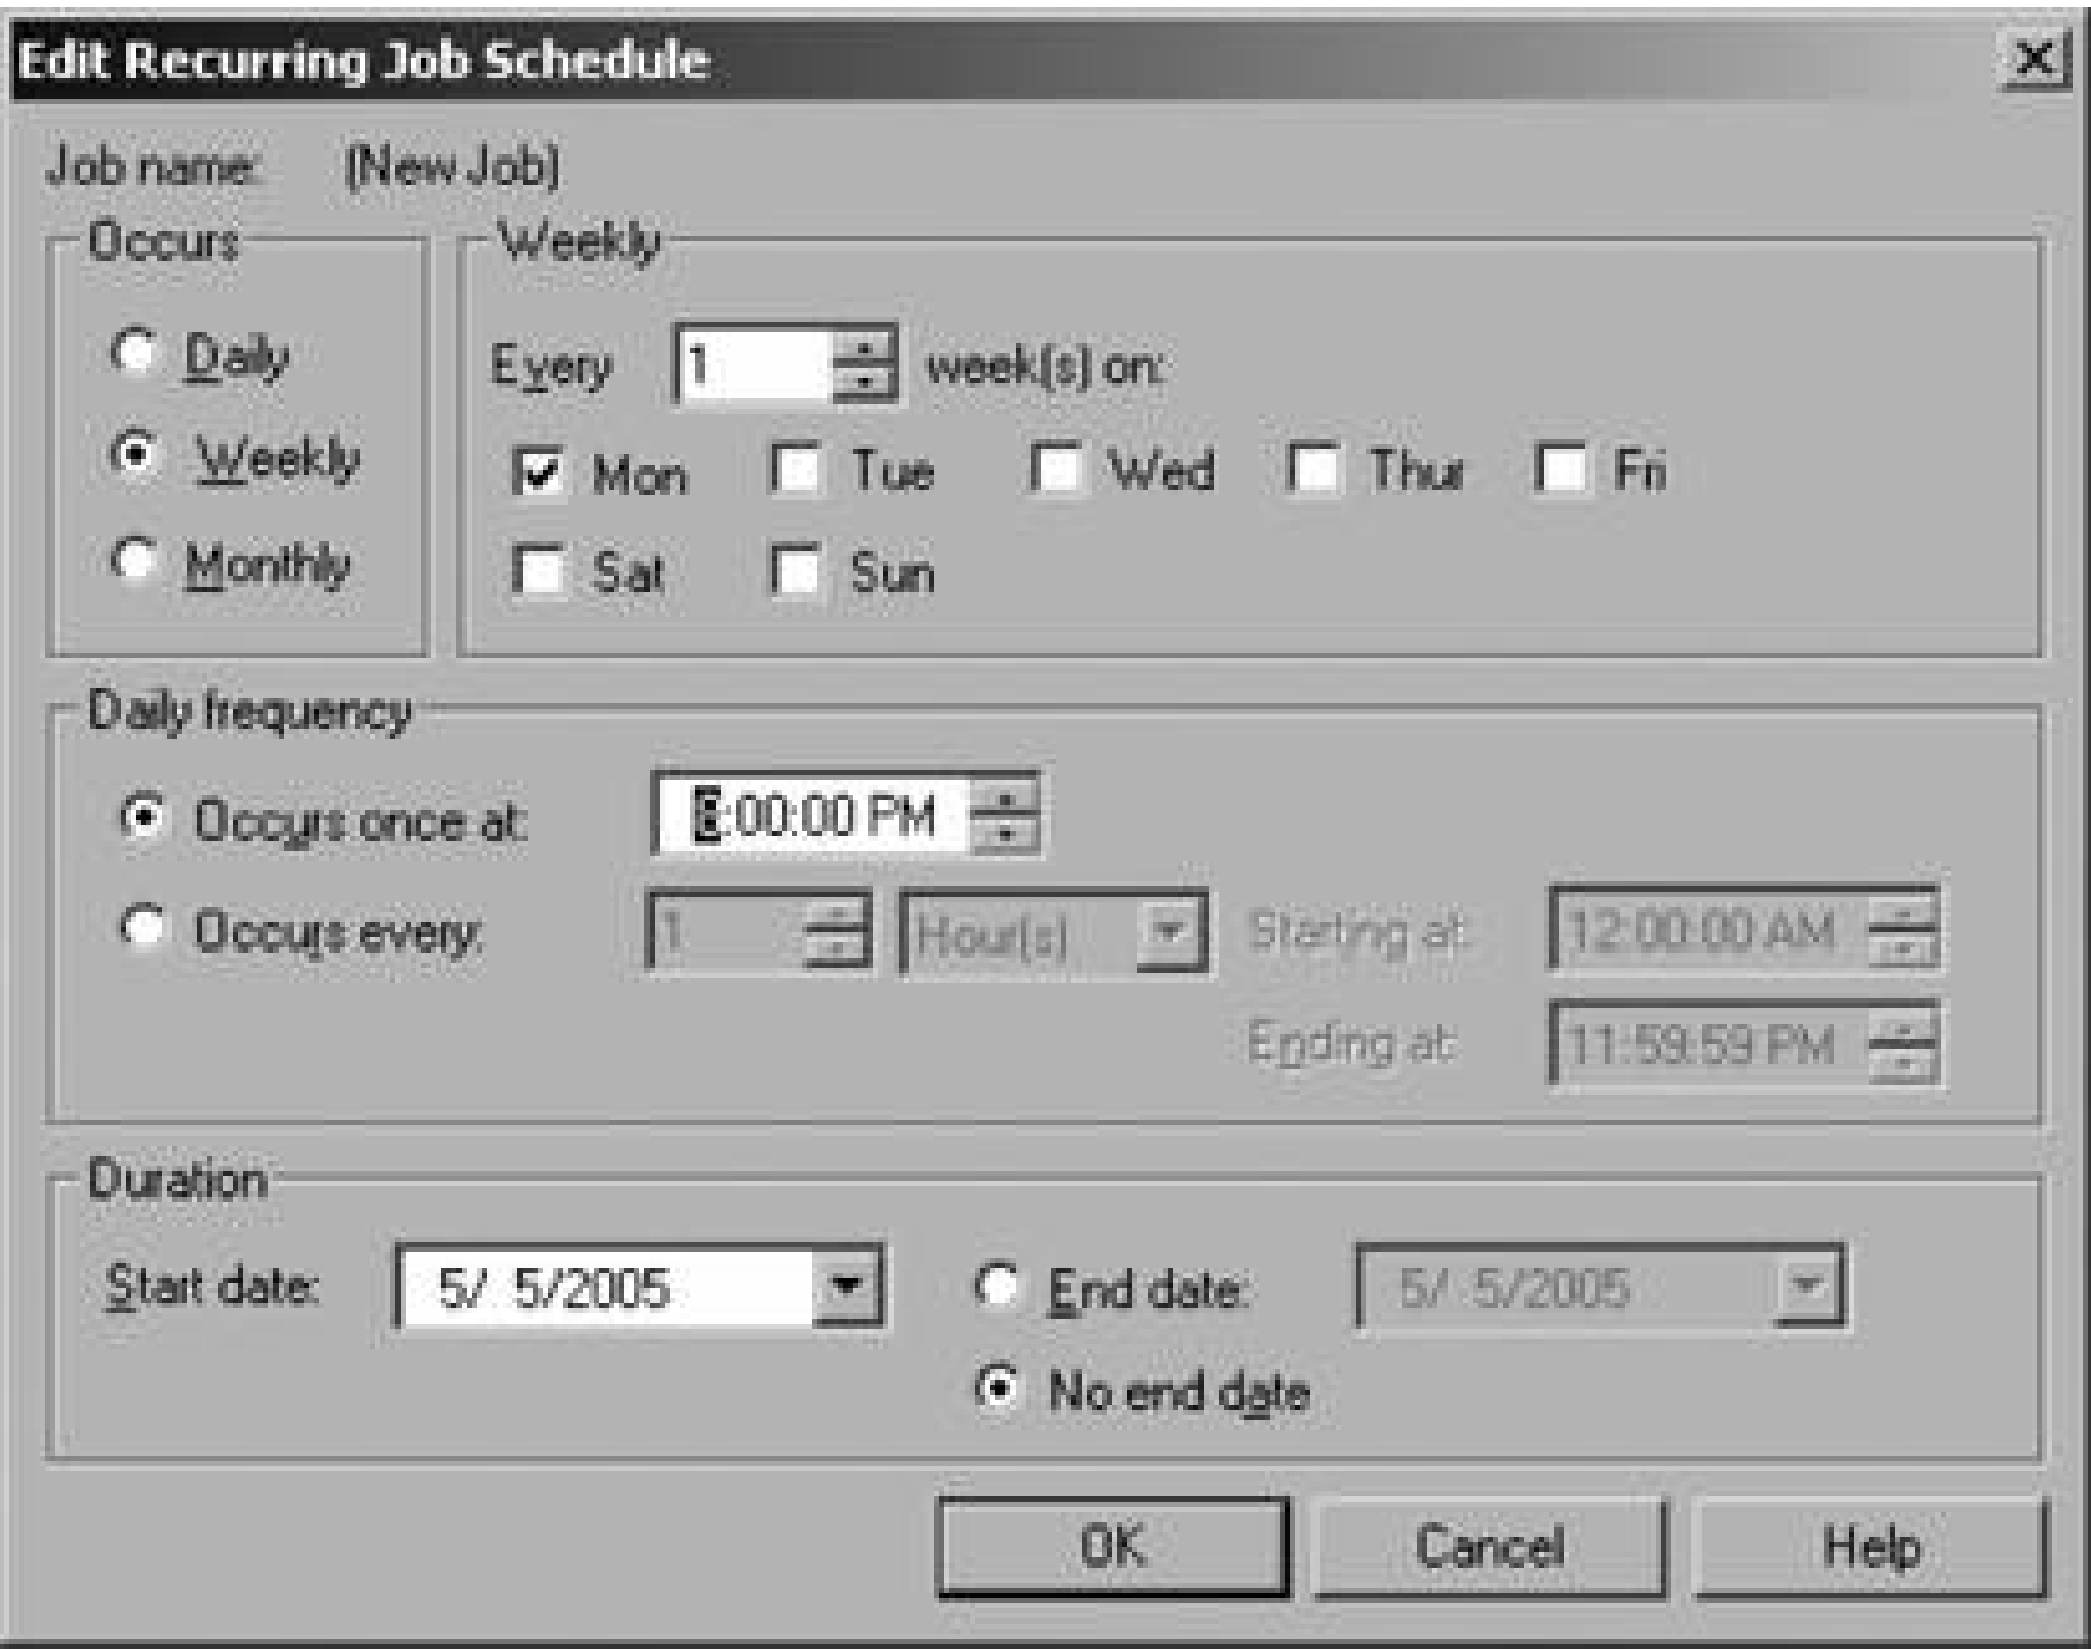 Edit Recurring Job Schedule
Job name: (New Job)
Occurs
Daily
Weekly
Monthly
Weekly
Every 1 week(s) on:
Mon Tue Wed Thur Fri
Sat Sun
Daily frequency
Occurs once at: :00:00 PM
Occurs every: 1 Hour(s) Starting at: 12:00:00 AM
Ending at: 11:59:59 PM
Duration
Start date: 5/ 5/2005 End date: 5/ 5/2005
No end date
OK Cancel Help